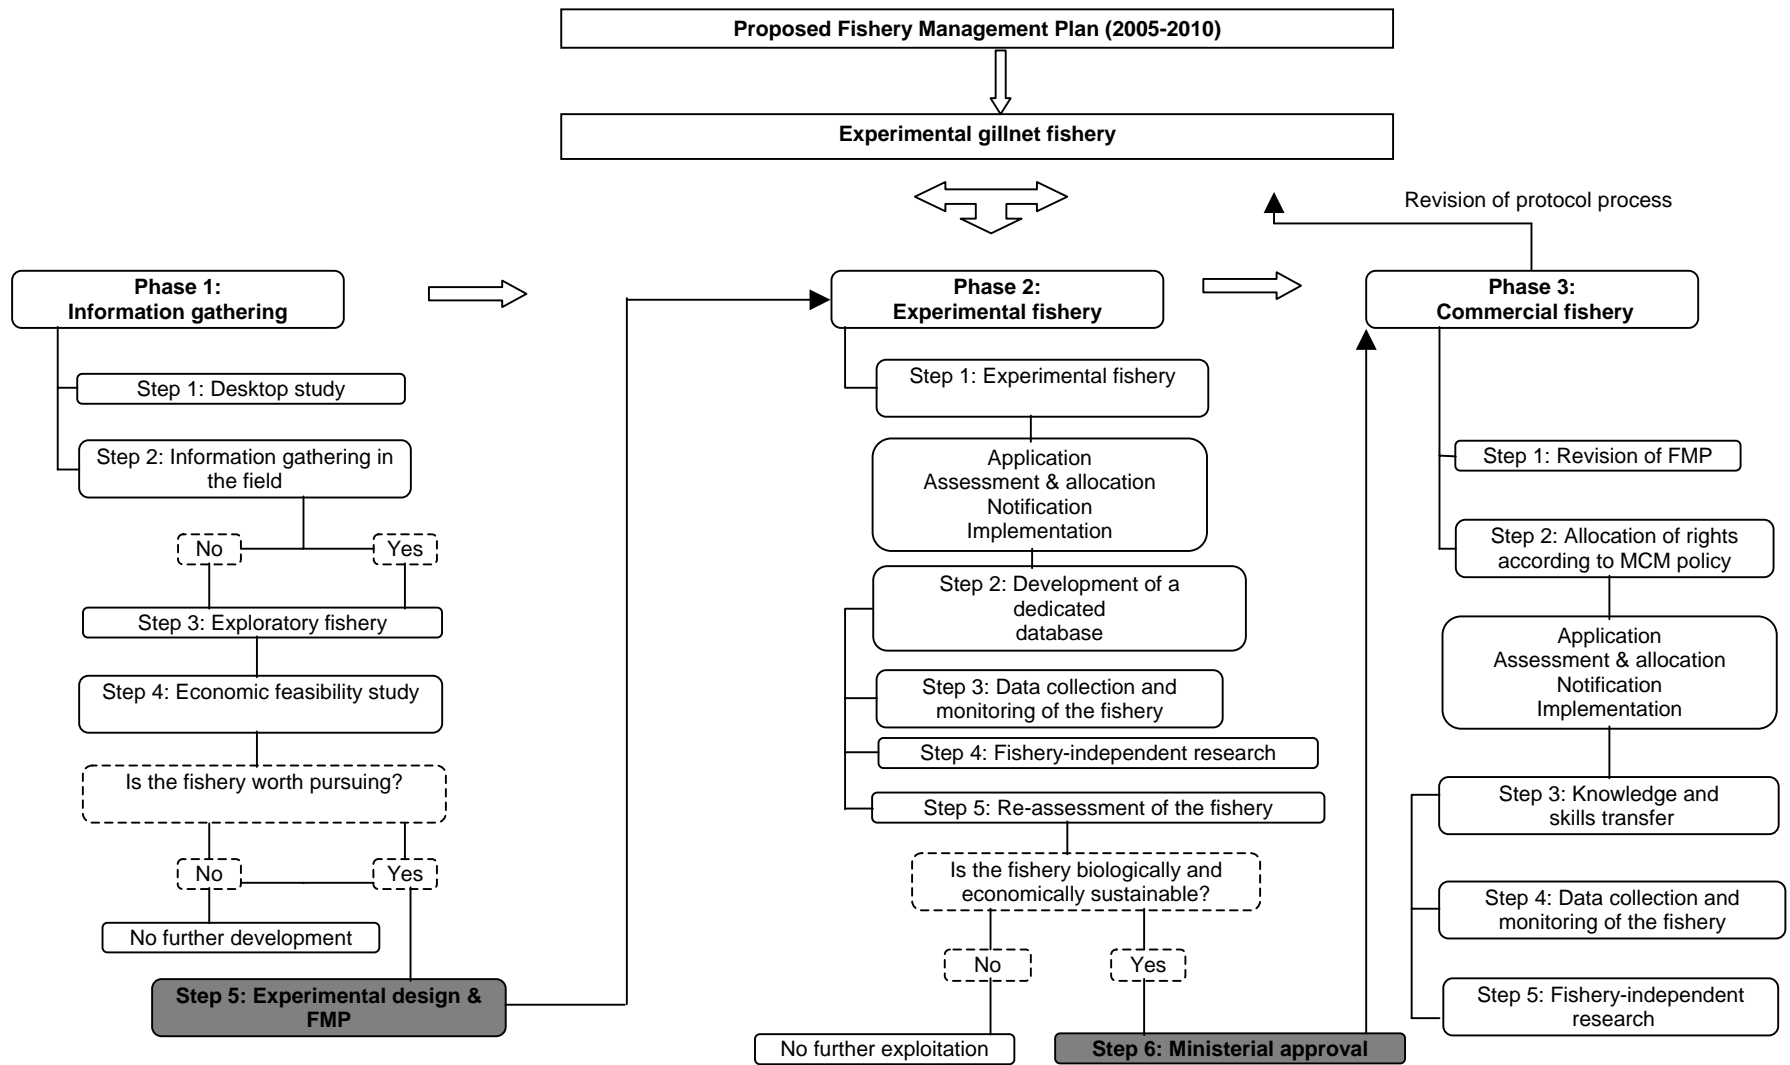 Proposed Fishery Management Plan (2005-2010)
Experimental gillnet fishery
Revision of protocol process
Phase 1:
Information gathering
Step 1: Desktop study
Step 2: Information gathering in
the field
No
Yes
Step 3: Exploratory fishery
Step 4: Economic feasibility study
Is the fishery worth pursuing?
No
Yes
No further development
Step 5: Experimental design &
FMP
Phase 2:
Experimental fishery
Step 1: Experimental fishery
Application
Assessment & allocation
Notification
Implementation
Step 2: Development of a
dedicated
database
Step 3: Data collection and
monitoring of the fishery
Step 4: Fishery-independent research
Step 5: Re-assessment of the fishery
Is the fishery biologically and
economically sustainable?
No
Yes
No further exploitation
Step 6: Ministerial approval
Phase 3:
Commercial fishery
Step 1: Revision of FMP
Step 2: Allocation of rights
according to MCM policy
Application
Assessment & allocation
Notification
Implementation
Step 3: Knowledge and
skills transfer
Step 4: Data collection and
monitoring of the fishery
Step 5: Fishery-independent
research